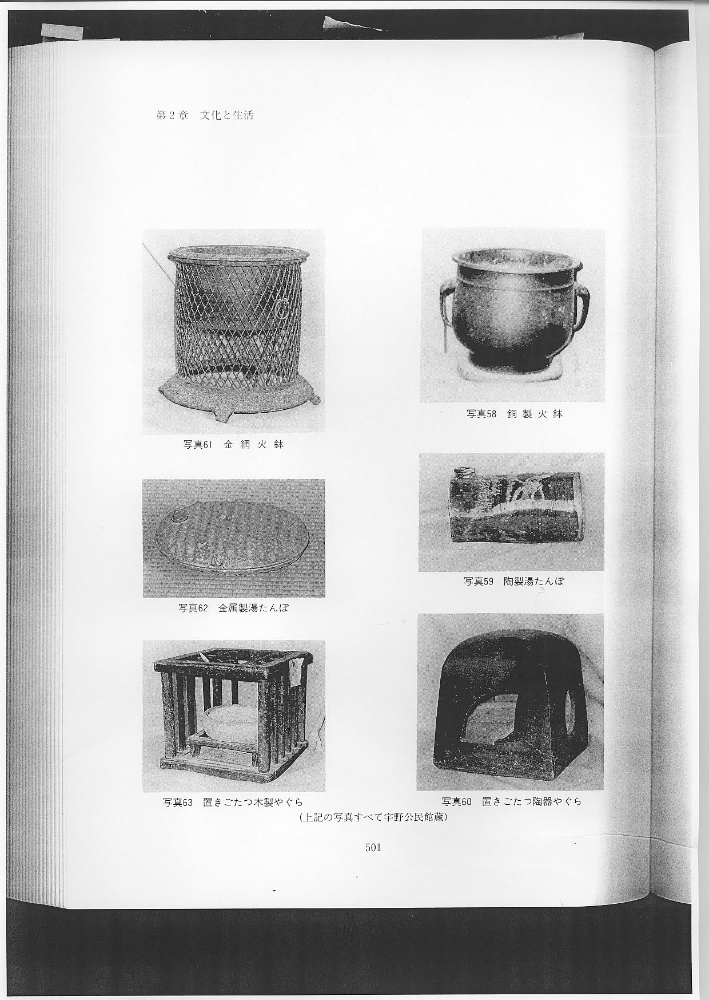 第2章　文化と生活
写真58　銅製火鉢
写真59　陶製湯たんぽ
写真60　置きごたつ陶器やぐら
写真61　金網火鉢
写真62　金属製湯たんぽ
写真63　置きごたつ木製やぐら
(上記の写真すべて宇野公民館蔵)
501